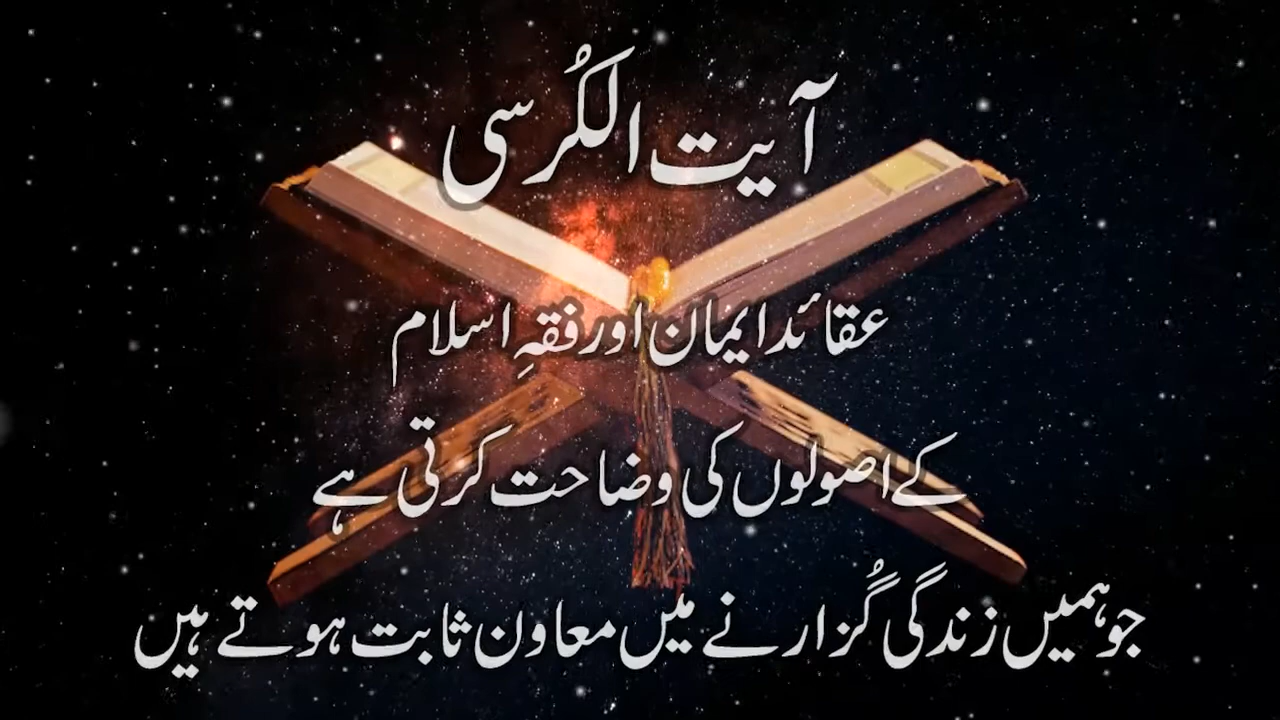 آیت الکُرسی
عقائد ایمان اور فقہِ اسلام
کے اصولوں کی وضاحت کرتی ہے
جو ہمیں زندگی گُزارنے میں معاون ثابت ہوتے ہیں